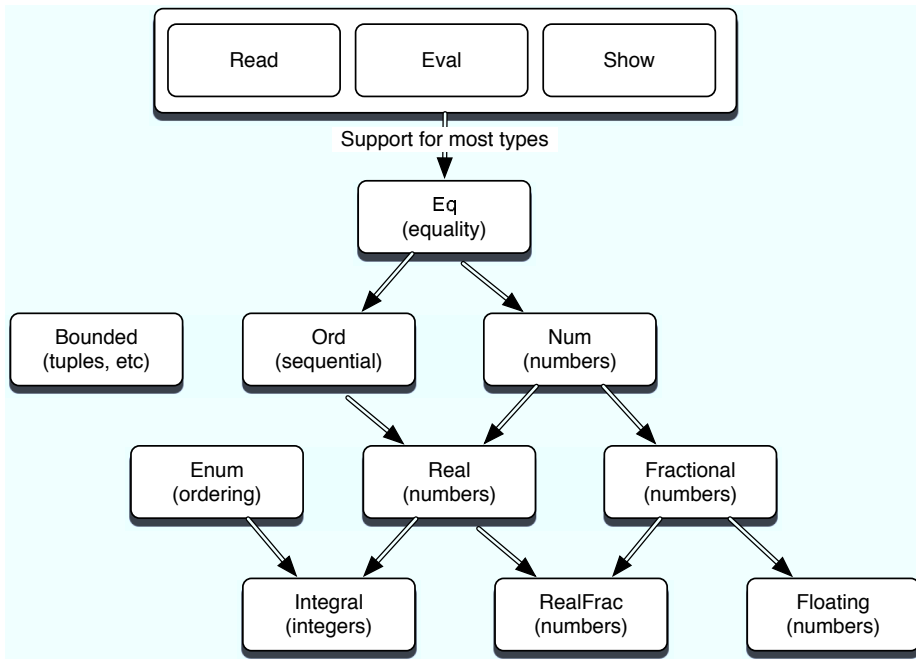 Read
Eval
Show
Support for most types
Eq
(equality)
Bounded
(tuples, etc)
Ord
(sequential)
Num
(numbers)
Enum
(ordering)
Real
(numbers)
Fractional
(numbers)
Integral
(integers)
RealFrac
(numbers)
Floating
(numbers)